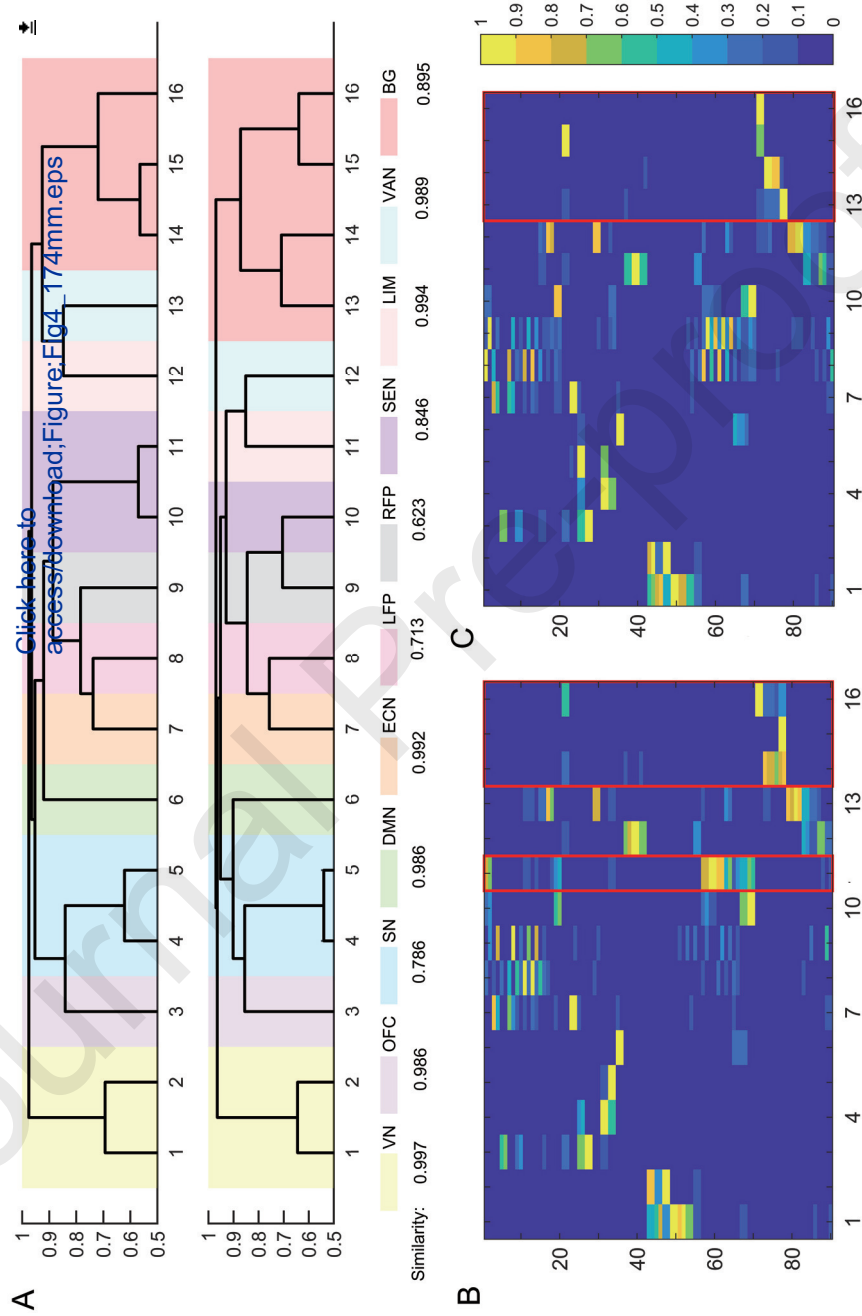 Click here to
access/download;Figure;Fig4_174mm.eps
A
1
0.9
0.8
0.7
0.6
0.5
1 2 3 4 5 6 7 8 9 10 11 12 13 14 15 16
1
0.9
0.8
0.7
0.6
0.5
1 2 3 4 5 6 7 8 9 10 11 12 13 14 15 16
VN OFC SN DMN ECN LFP RFP SEN LIM VAN BG
Similarity: 0.997 0.986 0.786 0.986 0.992 0.713 0.623 0.846 0.994 0.989 0.895
B
20
40
60
80
1 4 7 10 13 16
C
20
40
60
80
1 4 7 10 13 16
1
0.9
0.8
0.7
0.6
0.5
0.4
0.3
0.2
0.1
0
Journal Pre-proof